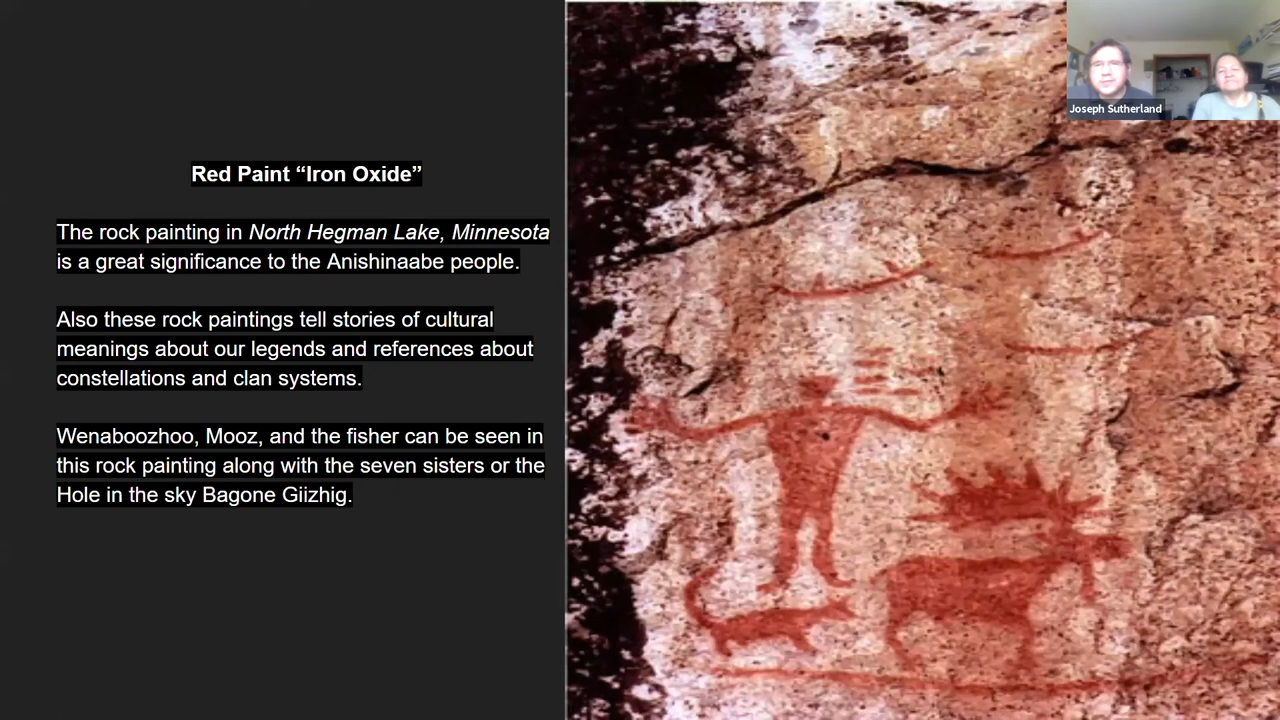 Red Paint “Iron Oxide”
The rock painting in North Hegman Lake, Minnesota
is a great significance to the Anishinaabe people.
Also these rock paintings tell stories of cultural
meanings about our legends and references about
constellations and clan systems.
Wenaboozhoo, Mooz, and the fisher can be seen in
this rock painting along with the seven sisters or the
Hole in the sky Bagone Giizhig.
Joseph Sutherland